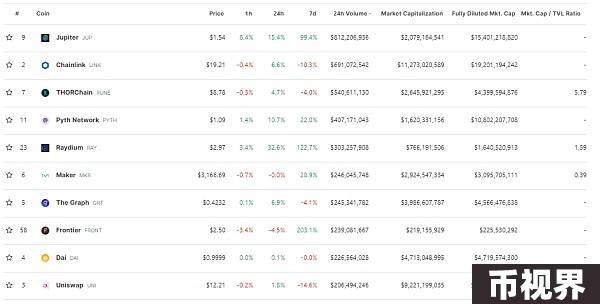 # Coin Price 1h 24h 7d 24h Volume Market Capitalization Fully Diluted Mkt. Cap Mkt. Cap / TVL Ratio
9 Jupiter JUP $1.54 6.4% 15.4% 99.4% $812,206,936 $2,079,164,541 $15,401,218,820 -
2 Chainlink LINK $19.21 -0.4% 6.6% -10.3% $691,072,542 $11,273,020,589 $19,201,194,242 -
7 THORChain RUNE $8.78 -0.3% 4.7% -4.0% $540,611,130 $2,645,921,295 $4,399,594,876 5.79
11 Pyth Network PYTH $1.09 1.4% 10.7% 22.0% $407,171,043 $1,620,331,156 $10,802,207,708 -
23 Raydium RAY $2.97 3.4% 32.6% 122.7% $303,257,908 $766,191,506 $1,640,520,913 1.59
6 Maker MKR $3,166.69 -0.7% -0.0% 20.9% $246,045,748 $2,924,547,334 $3,095,705,111 0.39
5 The Graph GRT $0.4232 0.1% 6.9% -4.1% $245,341,782 $3,986,607,787 $4,566,476,838 -
58 Frontier FRONT $2.50 -3.4% -4.5% 203.1% $239,081,667 $219,155,929 $225,530,292 -
4 Dai DAI $0.9999 0.0% 0.1% -0.0% $226,564,028 $4,713,048,995 $4,719,574,300 -
3 Uniswap UNI $12.21 -0.2% 1.8% -14.6% $206,494,246 $9,221,199,035
币视界